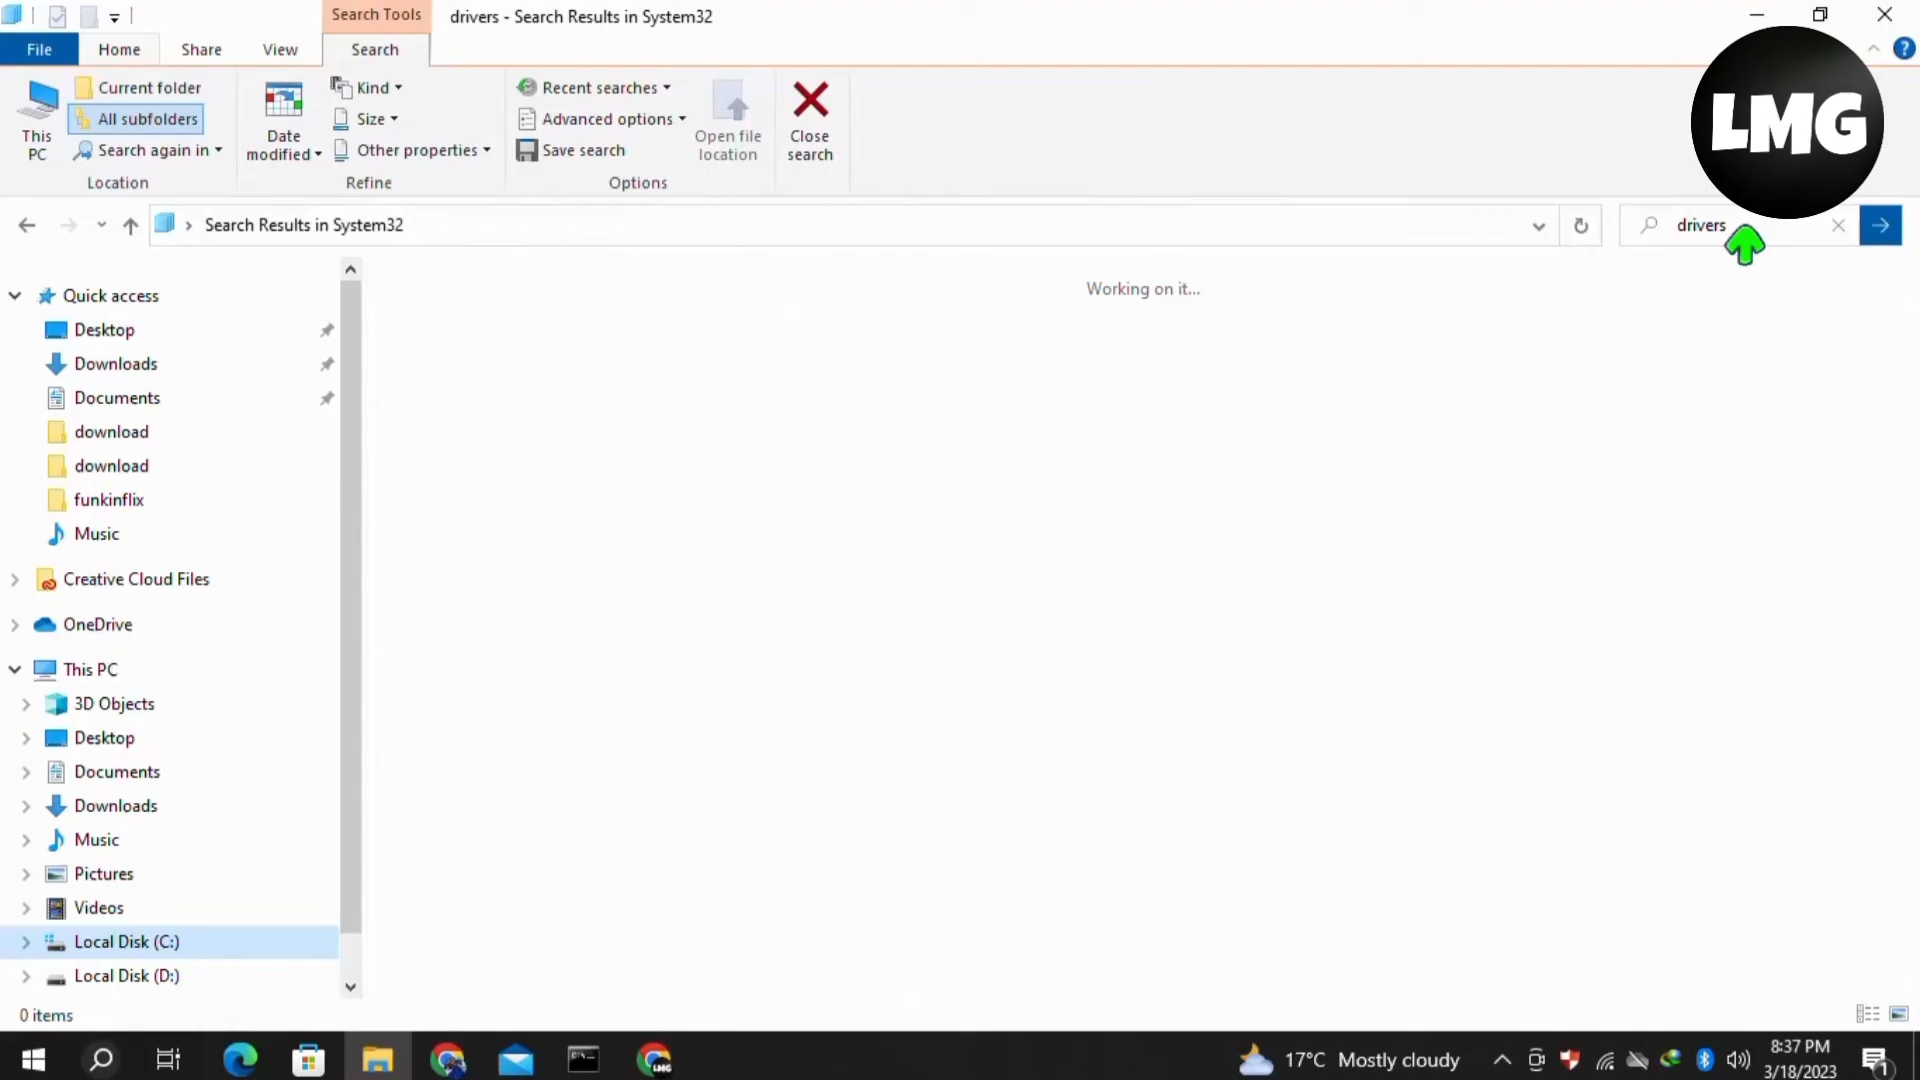 Search Tools
drivers - Search Results in System32
File
Home
Share
View
Search
This PC
Current folder
All subfolders
Search again in
Location
Date modified
Kind
Size
Other properties
Refine
Recent searches
Advanced options
Save search
Options
Open file location
Close search
LMG
Search Results in System32
drivers
Working on it...
Quick access
Desktop
Downloads
Documents
download
download
funkinflix
Music
Creative Cloud Files
OneDrive
This PC
3D Objects
Desktop
Documents
Downloads
Music
Pictures
Videos
Local Disk (C:)
Local Disk (D:)
0 items
LMG
17°C Mostly cloudy
8:37 PM
3/18/2023
1